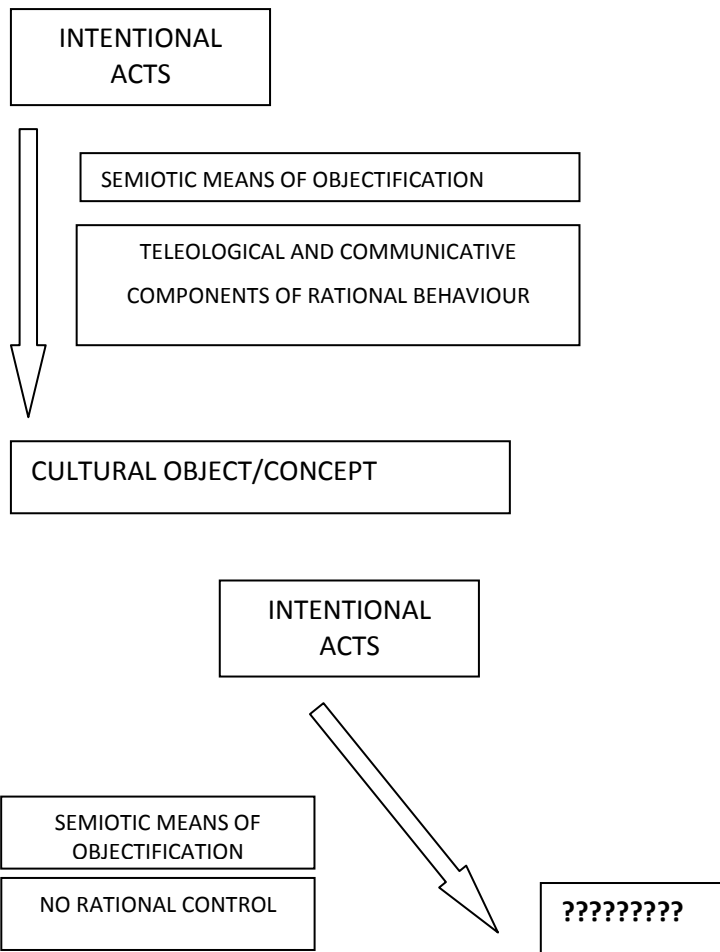 INTENTIONAL
ACTS
SEMIOTIC MEANS OF OBJECTIFICATION
TELEOLOGICAL AND COMMUNICATIVE
COMPONENTS OF RATIONAL BEHAVIOUR
CULTURAL OBJECT/CONCEPT
INTENTIONAL
ACTS
SEMIOTIC MEANS OF
OBJECTIFICATION
NO RATIONAL CONTROL
?????????